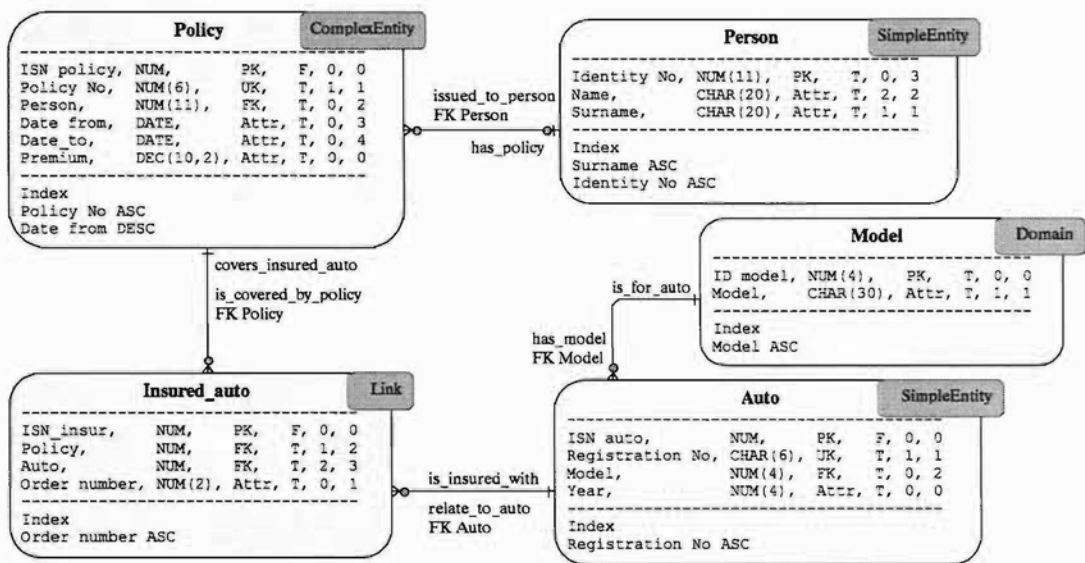 Policy
ComplexEntity
ISN policy, NUM, PK, F, 0, 0
Policy No, NUM(6), UK, T, 1, 1
Person, NUM(11), FK, T, 0, 2
Date from, DATE, Attr, T, 0, 3
Date_to, DATE, Attr, T, 0, 4
Premium, DEC(10,2), Attr, T, 0, 0
Index
Policy No ASC
Date from DESC
issued_to_person
FK Person
has_policy
Person
SimpleEntity
Identity No, NUM(11), PK, T, 0, 3
Name, CHAR(20), Attr, T, 2, 2
Surname, CHAR(20), Attr, T, 1, 1
Index
Surname ASC
Identity No ASC
covers_insured_auto
is_covered_by_policy
FK Policy
Model
Domain
ID model, NUM(4), PK, T, 0, 0
Model, CHAR(30), Attr, T, 1, 1
Index
Model ASC
is_for_auto
has_model
FK Model
Insured_auto
Link
ISN_insur, NUM, PK, F, 0, 0
Policy, NUM, FK, T, 1, 2
Auto, NUM, FK, T, 2, 3
Order number, NUM(2), Attr, T, 0, 1
Index
Order number ASC
is_insured_with
relate_to_auto
FK Auto
Auto
SimpleEntity
ISN auto, NUM, PK, F, 0, 0
Registration No, CHAR(6), UK, T, 1, 1
Model, NUM(4), FK, T, 0, 2
Year, NUM(4), Attr, T, 0, 0
Index
Registration No ASC